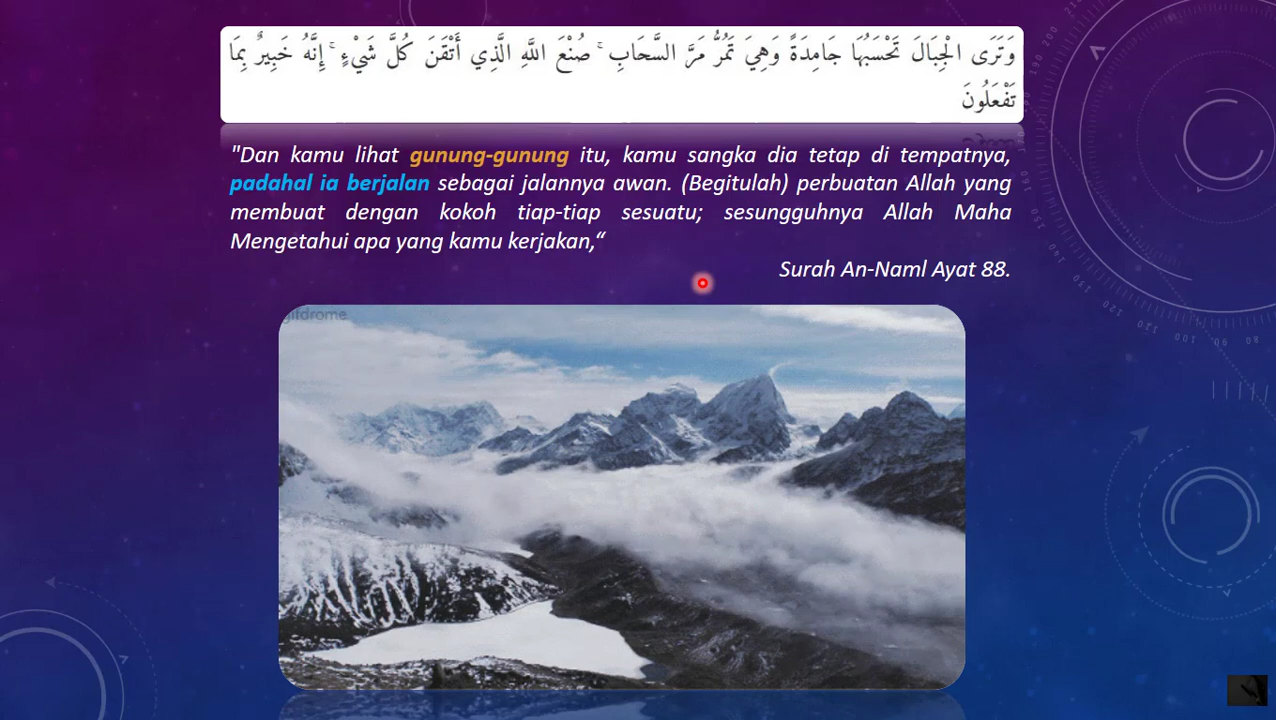 وَتَرَى الْجِبَالَ تَحْسَبُهَا جَامِدَةً وَهِيَ تَمُرُّ مَرَّ السَّحَابِ ۚ صُنْعَ اللَّهِ الَّذِي أَتْقَنَ كُلَّ شَيْءٍ ۚ إِنَّهُ خَبِيرٌ بِمَا
تَفْعَلُونَ
"Dan kamu lihat gunung-gunung itu, kamu sangka dia tetap di tempatnya,
padahal ia berjalan sebagai jalannya awan. (Begitulah) perbuatan Allah yang
membuat dengan kokoh tiap-tiap sesuatu; sesungguhnya Allah Maha
Mengetahui apa yang kamu kerjakan,“
Surah An-Naml Ayat 88.
gifdrome